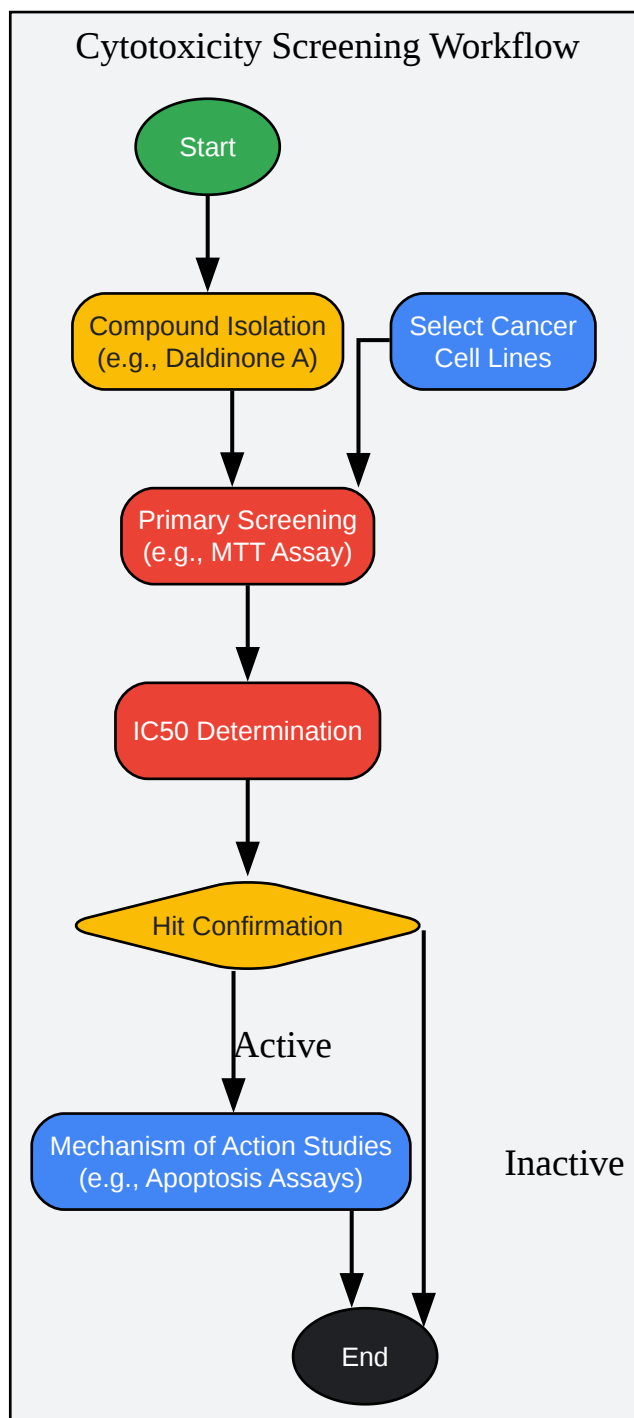 Cytotoxicity Screening Workflow
Start
Compound Isolation
(e.g., Daldinone A)
Select Cancer
Cell Lines
Primary Screening
(e.g., MTT Assay)
IC50 Determination
Hit Confirmation
Active
Mechanism of Action Studies
(e.g., Apoptosis Assays)
Inactive
End